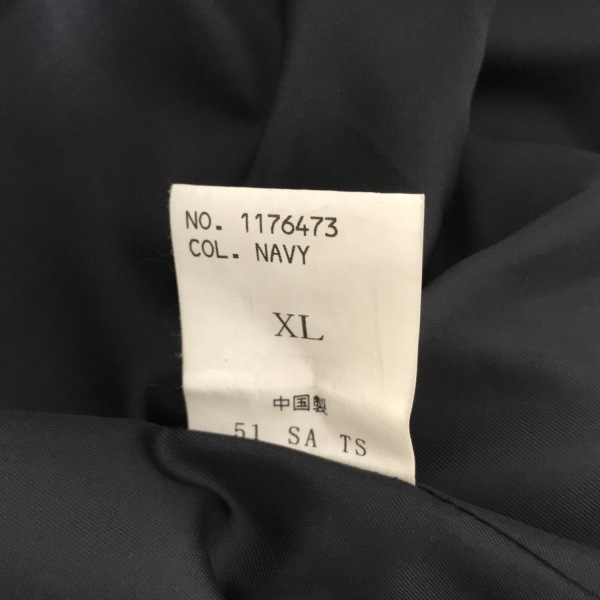 NO. 1176473
COL. NAVY
XL
中国製
51 SA TS